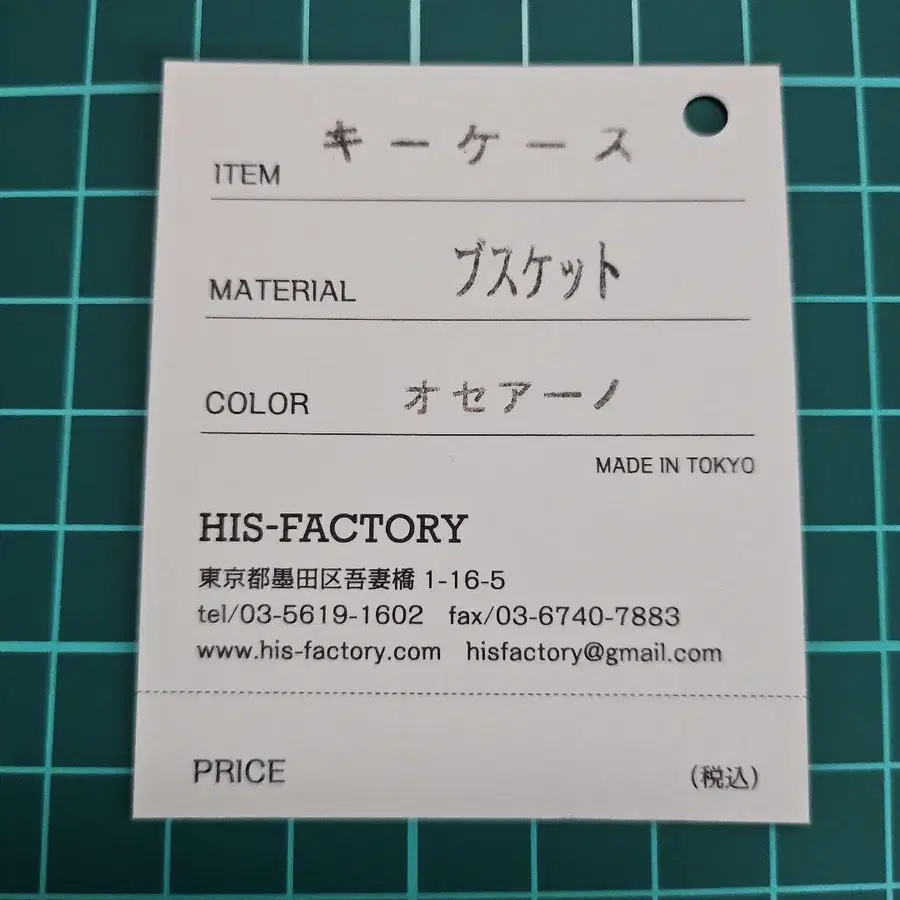 ITEM キーケース
MATERIAL ブスケット
COLOR オセアーノ
MADE IN TOKYO
HIS-FACTORY
東京都墨田区吾妻橋 1-16-5
tel/03-5619-1602 fax/03-6740-7883
www.his-factory.com hisfactory@gmail.com
PRICE (税込)